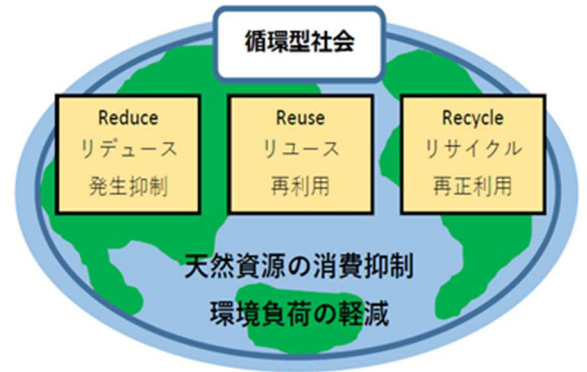 循環型社会
Reduce
リデュース
発生抑制
Reuse
リユース
再利用
Recycle
リサイクル
再正利用
天然資源の消費抑制
環境負荷の軽減